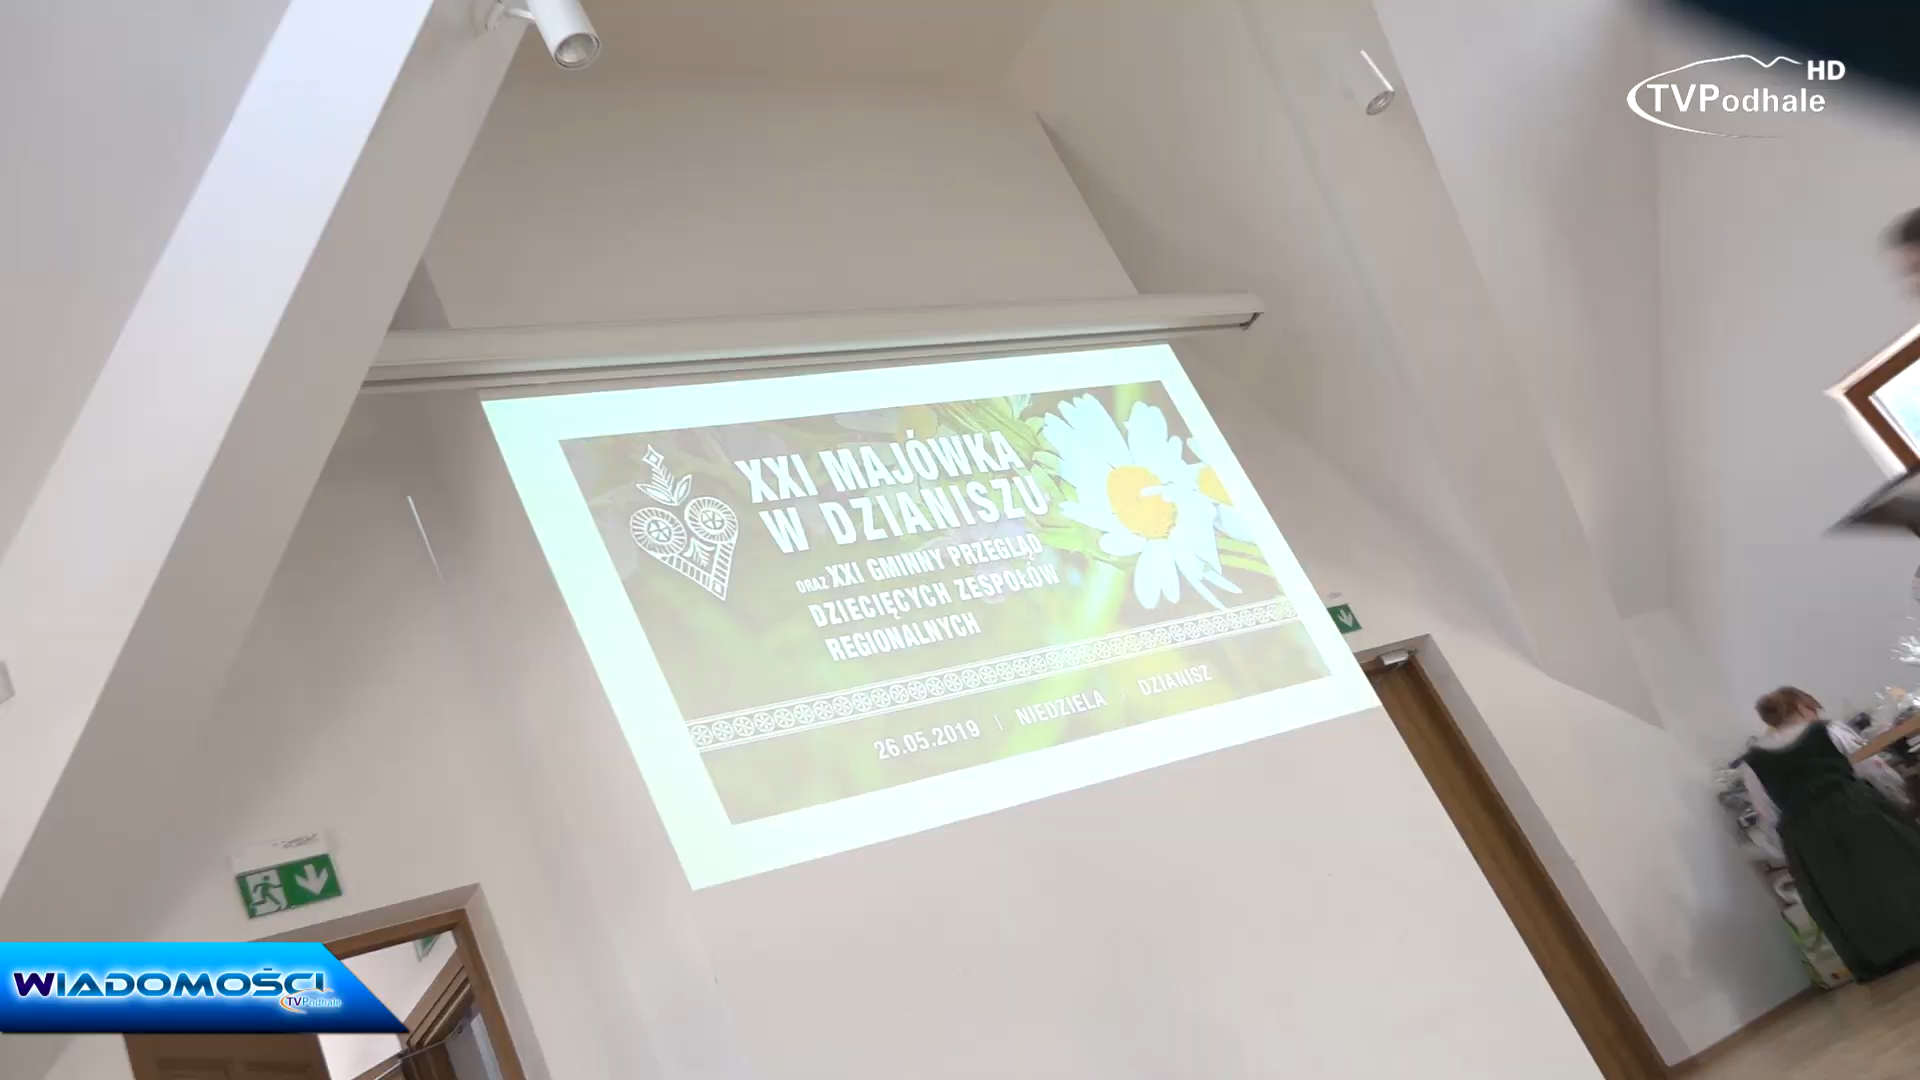 HD
TVPodhale
XXI MAJÓWKA
W DZIANISZU
ORAZ XXI GMINNY PRZEGLĄD
DZIECIĘCYCH ZESPOŁÓW
REGIONALNYCH
26.05.2019 | NIEDZIELA | DZIANISZ
WIADOMOŚCI
TVPodhale